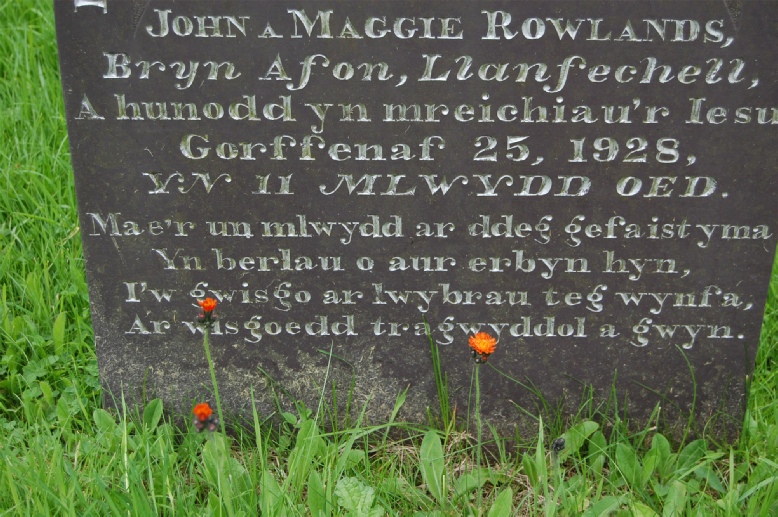 JOHN A MAGGIE ROWLANDS,
Bryn Afon, Llanfechell,
A hunodd yn mreichiau'r Iesu
Gorffenaf 25, 1928,
YN 11 MLWYDD OED.
Mae'r un mlwydd ar ddeg gefaist yma
Yn berlau o aur erbyn hyn,
I'w gwisgo ar lwybrau teg wynfa,
Ar wisgoedd tragwyddol a gwyn.